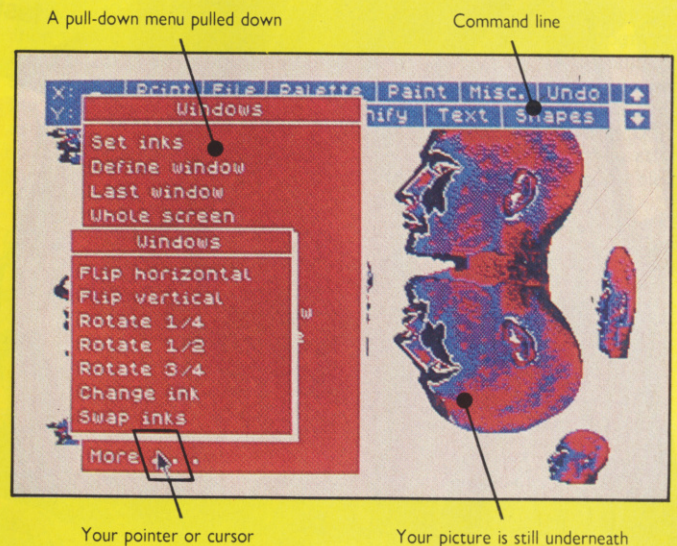 A pull-down menu pulled down
Command line
X: Print File Palette Paint Misc. Undo
Y: nify Text Shapes
Windows
Set inks
Define window
Last window
Whole screen
Windows
Flip horizontal
Flip vertical
Rotate 1/4
Rotate 1/2
Rotate 3/4
Change ink
Swap inks
More . . .
Your pointer or cursor
Your picture is still underneath